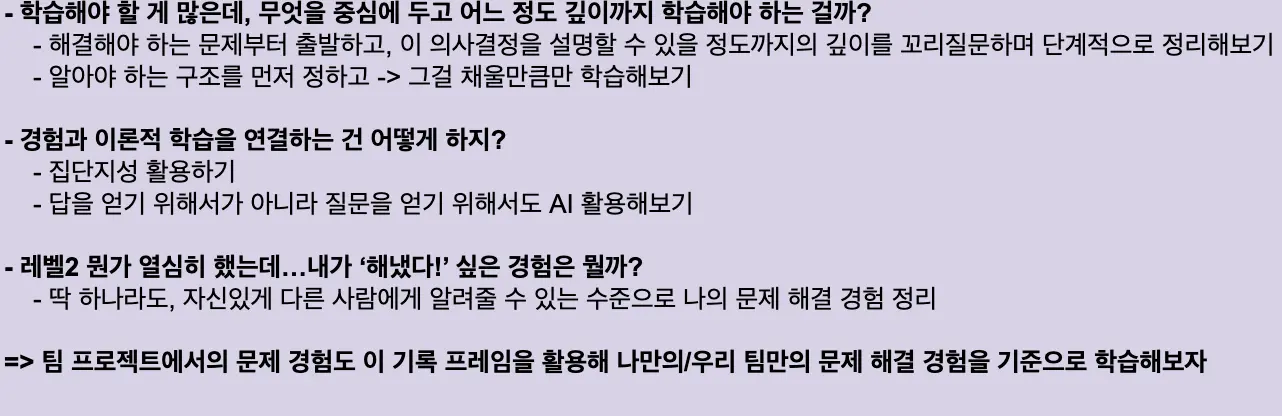 - 학습해야 할 게 많은데, 무엇을 중심에 두고 어느 정도 깊이까지 학습해야 하는 걸까?
- 해결해야 하는 문제부터 출발하고, 이 의사결정을 설명할 수 있을 정도까지의 깊이를 꼬리질문하며 단계적으로 정리해보기
- 알아야 하는 구조를 먼저 정하고 -> 그걸 채울만큼만 학습해보기
- 경험과 이론적 학습을 연결하는 건 어떻게 하지?
- 집단지성 활용하기
- 답을 얻기 위해서가 아니라 질문을 얻기 위해서도 AI 활용해보기
- 레벨2 뭔가 열심히 했는데...내가 ‘해냈다!’ 싶은 경험은 뭘까?
- 딱 하나라도, 자신있게 다른 사람에게 알려줄 수 있는 수준으로 나의 문제 해결 경험 정리
=> 팀 프로젝트에서의 문제 경험도 이 기록 프레임을 활용해 나만의/우리 팀만의 문제 해결 경험을 기준으로 학습해보자